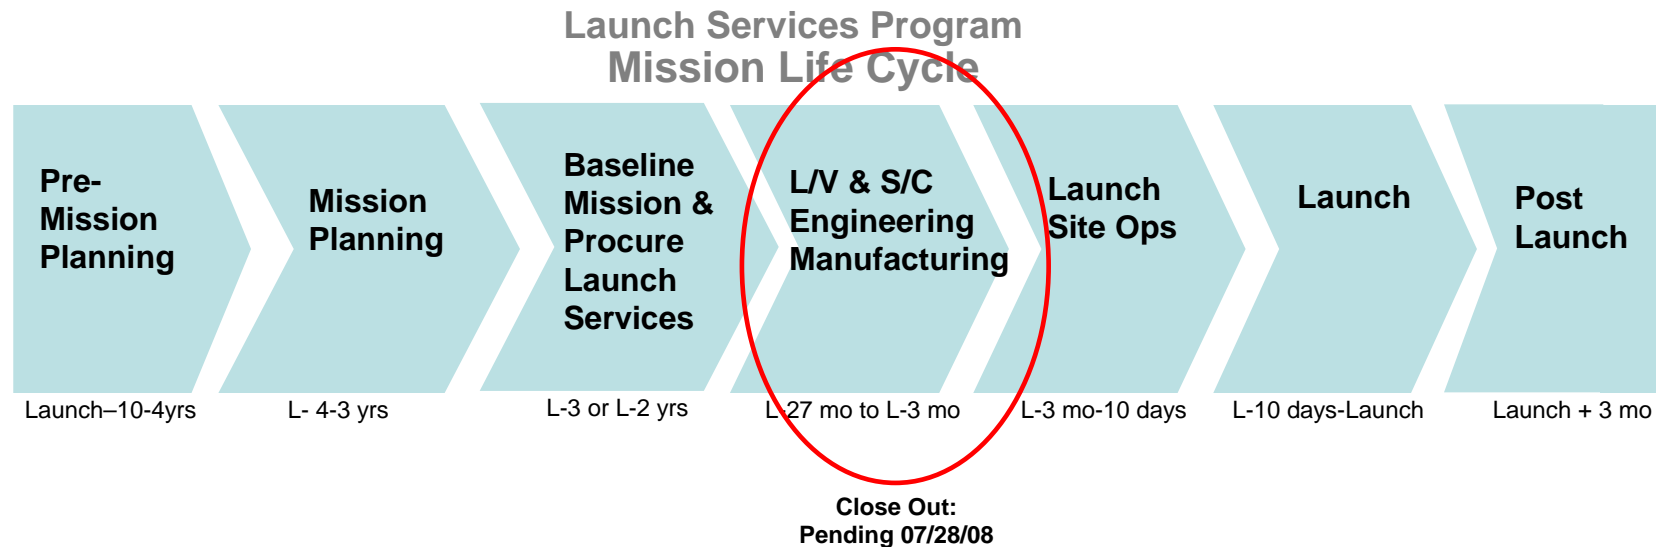 Launch Services Program
Mission Life Cycle
Pre-
Mission
Planning
Mission
Planning
Baseline
Mission &
Procure
Launch
Services
L/V & S/C
Engineering
Manufacturing
Launch
Site Ops
Launch
Post
Launch
Launch–10-4yrs
L- 4-3 yrs
L-3 or L-2 yrs
L-27 mo to L-3 mo
L-3 mo-10 days
L-10 days-Launch
Launch + 3 mo
Close Out:
Pending 07/28/08